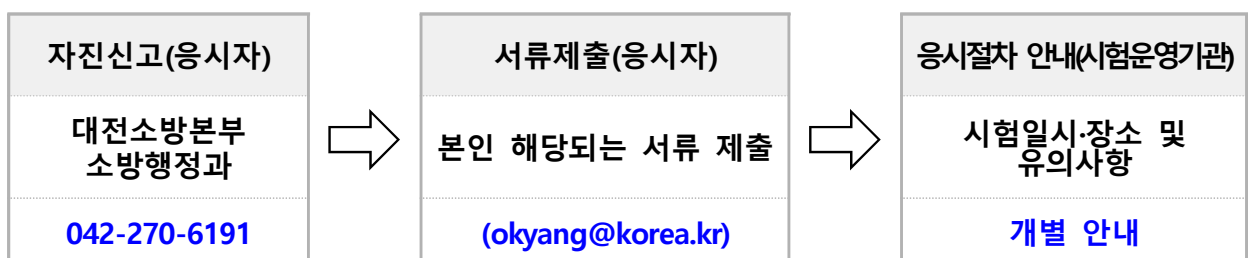 자진신고(응시자)
대전소방본부
소방행정과
042-270-6191
서류제출(응시자)
본인 해당되는 서류 제출
(okyang@korea.kr)
응시절차 안내(시험운영기관)
시험일시·장소 및
유의사항
개별 안내